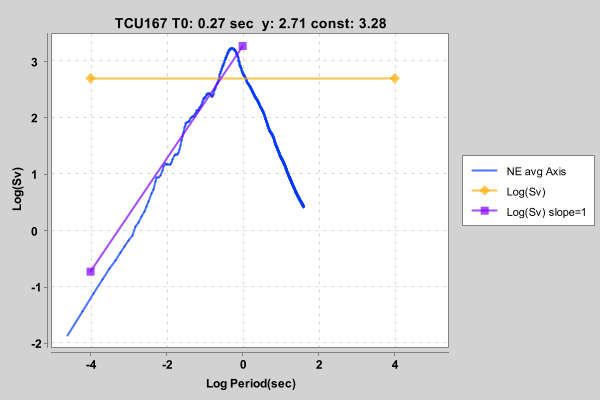 TCU167 T0: 0.27 sec  y: 2.71 const: 3.28
Log(Sv)
3
2
1
0
-1
-2
-4
-2
0
2
4
Log Period(sec)
NE avg Axis
Log(Sv)
Log(Sv) slope=1